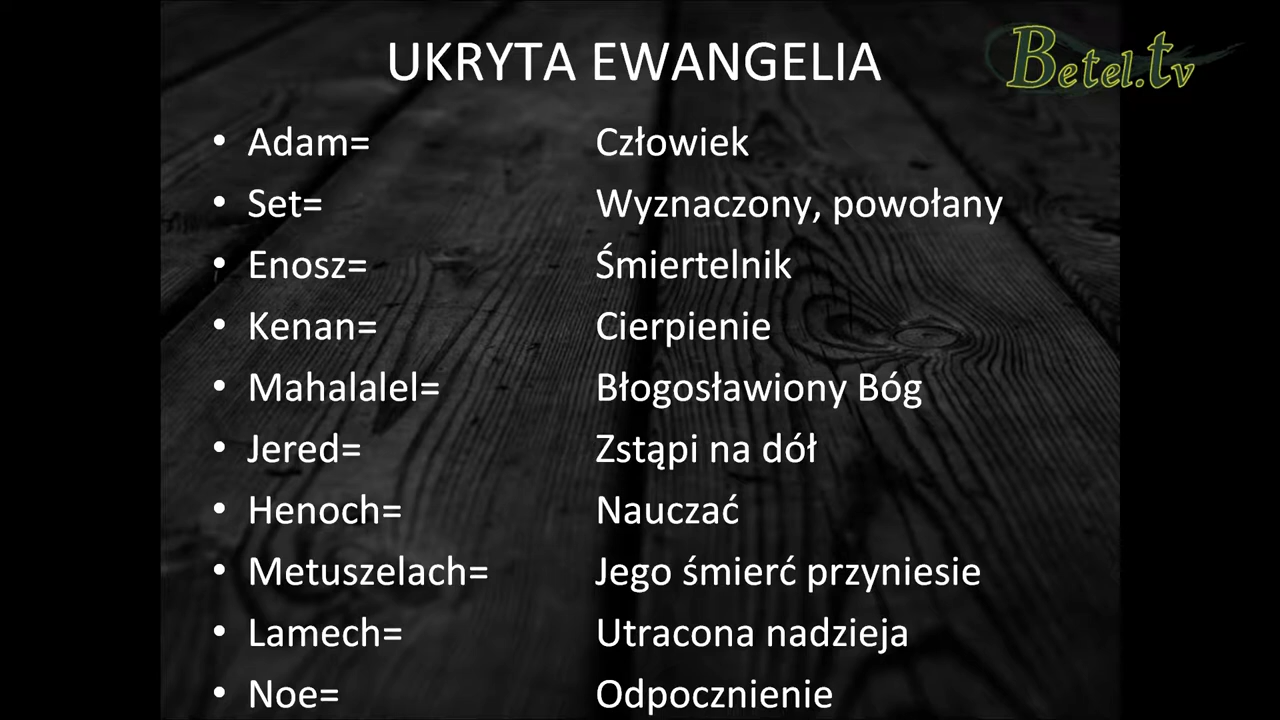 UKRYTA EWANGELIA
Betel.tv
• Adam= Człowiek
• Set= Wyznaczony, powołany
• Enosz= Śmiertelnik
• Kenan= Cierpienie
• Mahalalel= Błogosławiony Bóg
• Jered= Zstąpi na dół
• Henoch= Nauczać
• Metuszelach= Jego śmierć przyniesie
• Lamech= Utracona nadzieja
• Noe= Odpocznienie